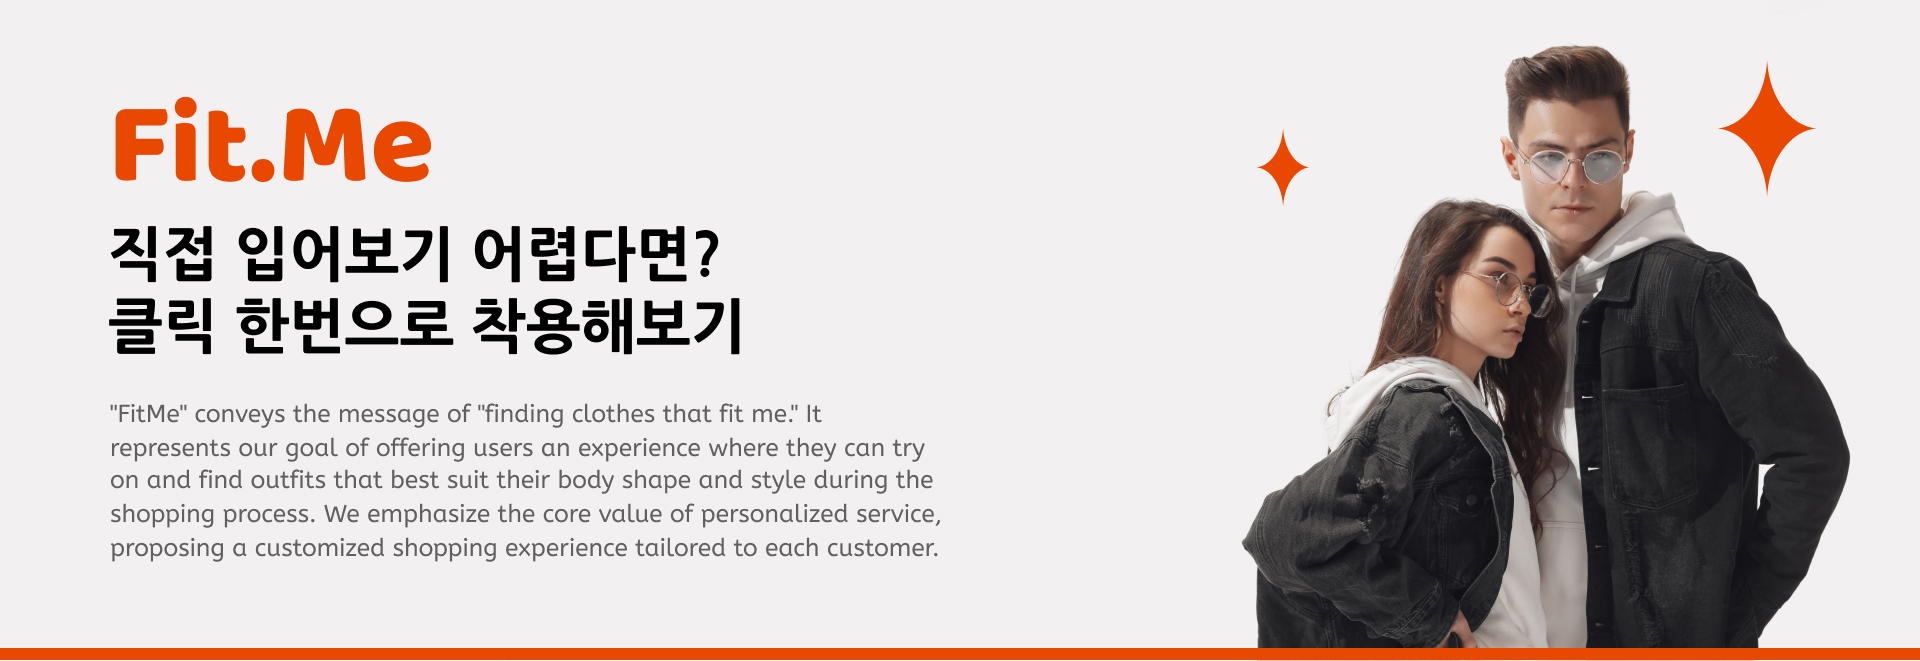 Fit.Me
직접 입어보기 어렵다면?
클릭 한번으로 착용해보기
"FitMe" conveys the message of "finding clothes that fit me." It
represents our goal of offering users an experience where they can try
on and find outfits that best suit their body shape and style during the
shopping process. We emphasize the core value of personalized service,
proposing a customized shopping experience tailored to each customer.